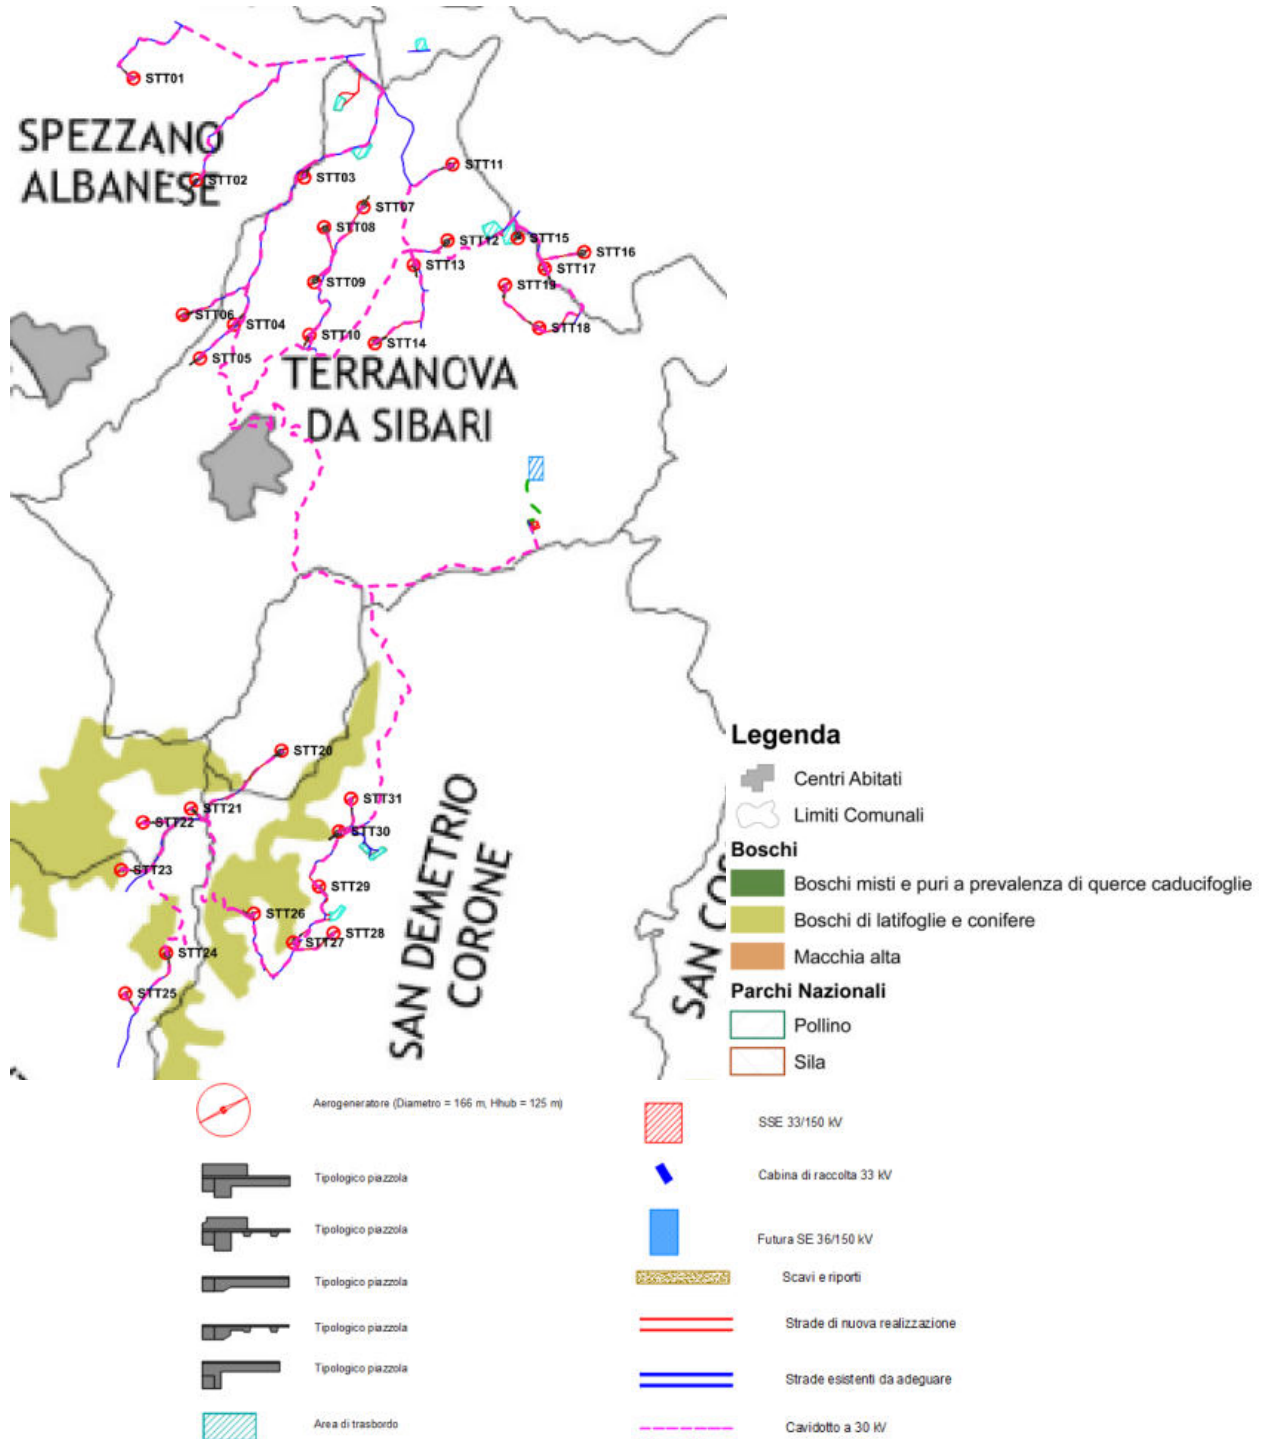 STT01
SPEZZANO
ALBANESE
STT02
STT03
STT11
STT07
STT08
STT12
STT15
STT16
STT13
STT17
STT09
STT19
STT06
STT04
STT10
STT18
STT14
STT05
TERRANOVA
DA SIBARI
STT20
STT31
STT21
STT22
STT30
STT23
STT29
STT26
STT28
STT27
STT24
STT25
SAN DEMETRIO
CORONE
SAN COS
Legenda
Centri Abitati
Limiti Comunali
Boschi
Boschi misti e puri a prevalenza di querce caducifoglie
Boschi di latifoglie e conifere
Macchia alta
Parchi Nazionali
Pollino
Sila
Aerogeneratore (Diametro = 166 m, Hhub = 125 m)
Tipologico piazzola
Tipologico piazzola
Tipologico piazzola
Tipologico piazzola
Tipologico piazzola
Area di trasbordo
SSE 33/150 kV
Cabina di raccolta 33 kV
Futura SE 36/150 kV
Scavi e riporti
Strade di nuova realizzazione
Strade esistenti da adeguare
Cavidotto a 30 kV